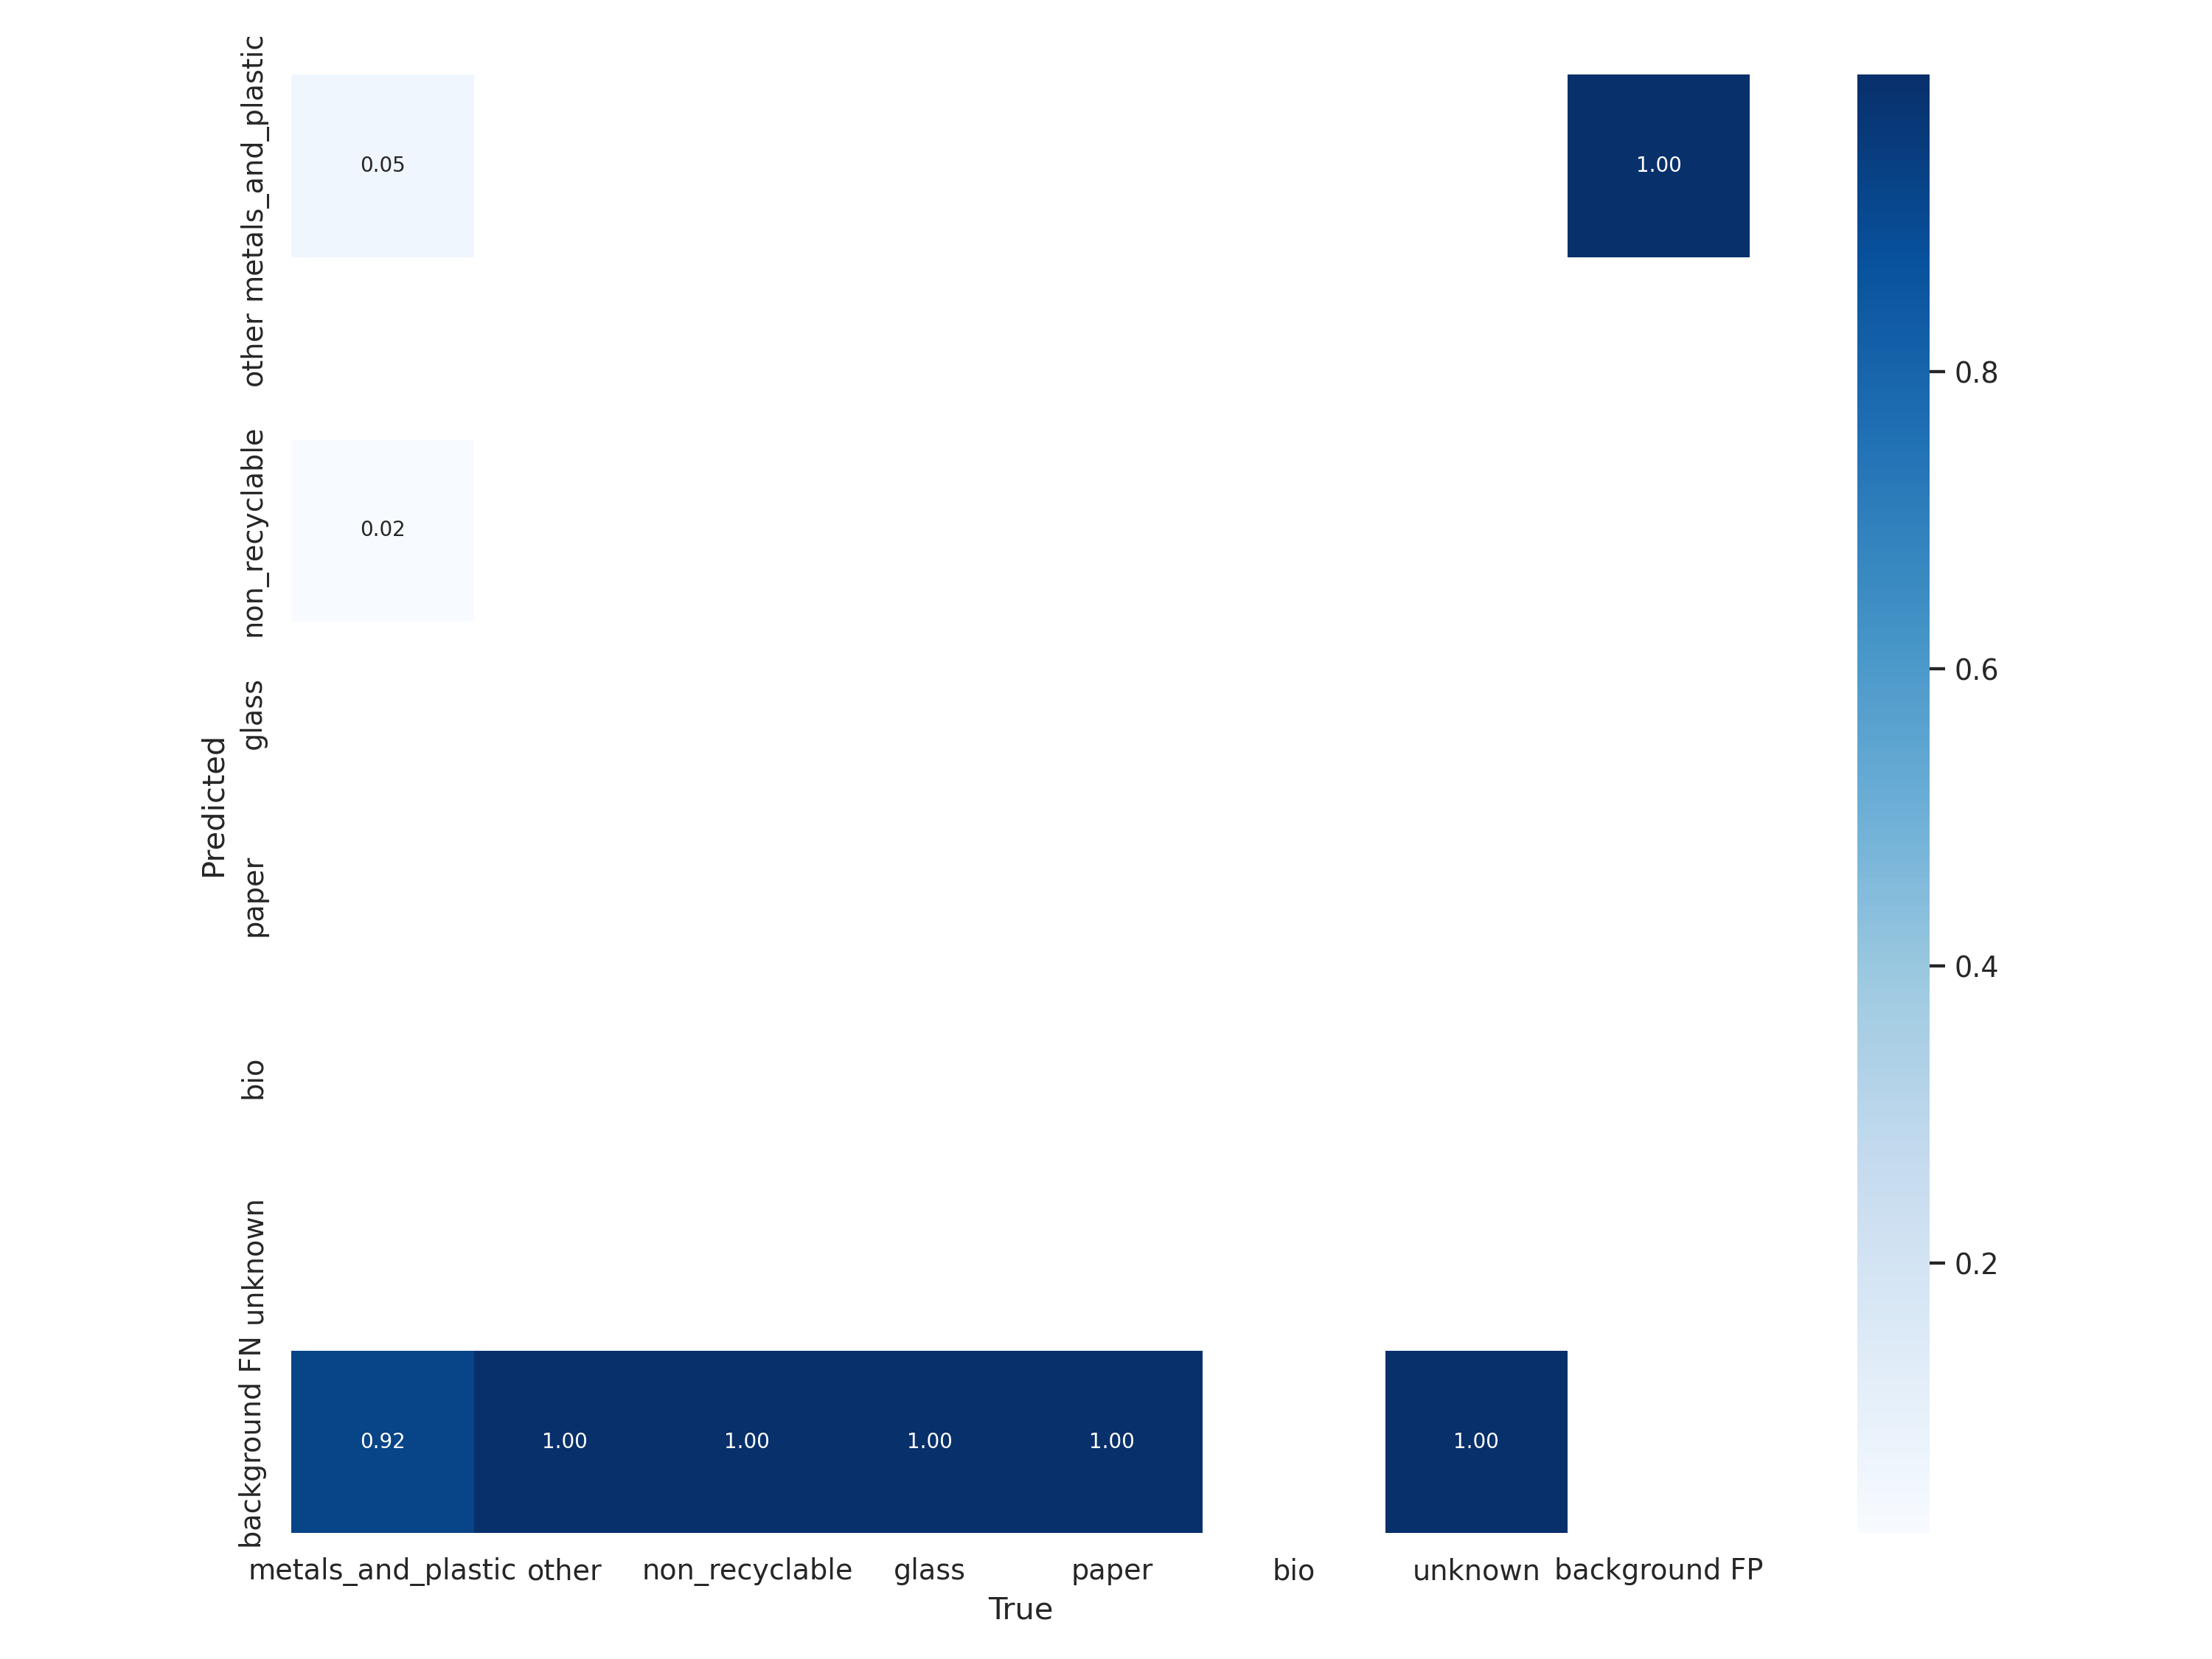 metals_and_plastic
other
non_recyclable
glass
paper
bio
unknown
background FN
Predicted
0.05
1.00
0.02
0.92 1.00 1.00 1.00 1.00 1.00
metals_and_plastic other non_recyclable glass paper bio unknown background FP
True
0.8
0.6
0.4
0.2